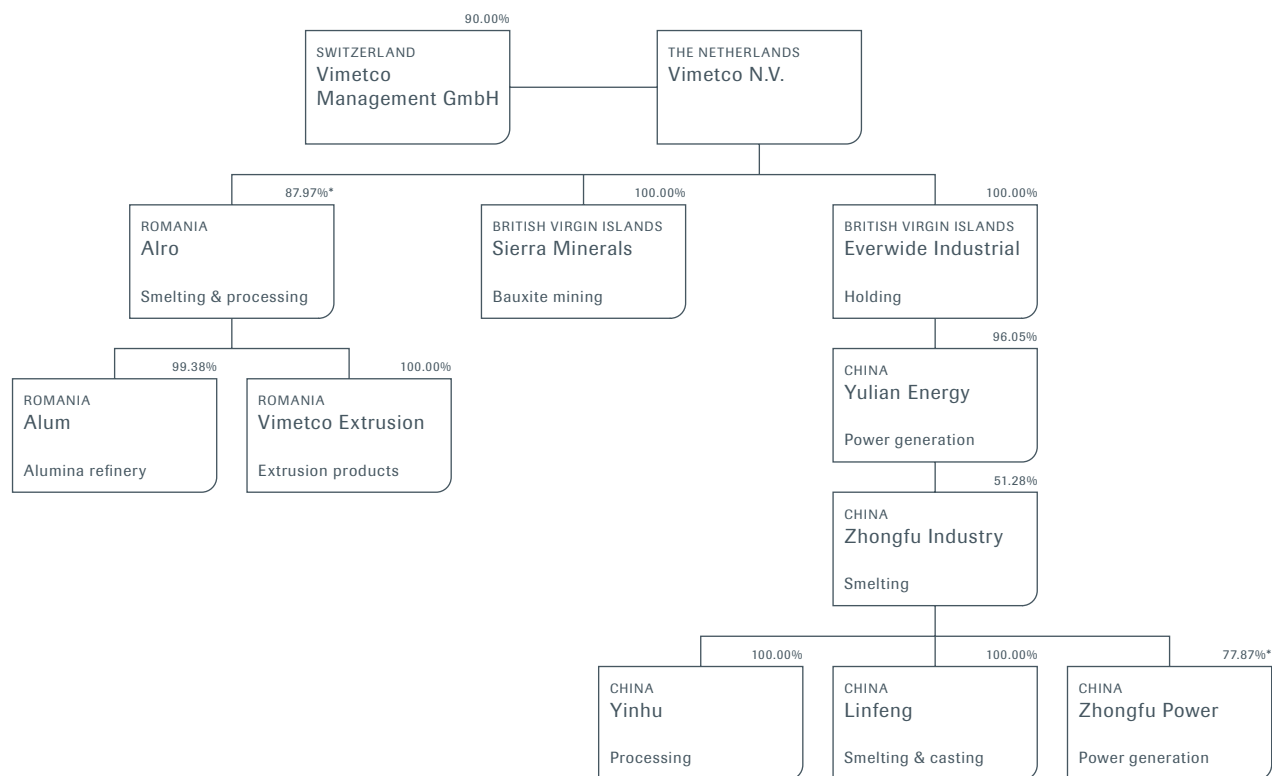 90.00%
SWITZERLAND
Vimetco
Management GmbH
THE NETHERLANDS
Vimetco N.V.
87.97%*
ROMANIA
Alro
Smelting & processing
100.00%
BRITISH VIRGIN ISLANDS
Sierra Minerals
Bauxite mining
100.00%
BRITISH VIRGIN ISLANDS
Everwide Industrial
Holding
99.38%
ROMANIA
Alum
Alumina refinery
100.00%
ROMANIA
Vimetco Extrusion
Extrusion products
96.05%
CHINA
Yulian Energy
Power generation
51.28%
CHINA
Zhongfu Industry
Smelting
100.00%
CHINA
Yinhu
Processing
100.00%
CHINA
Linfeng
Smelting & casting
77.87%*
CHINA
Zhongfu Power
Power generation